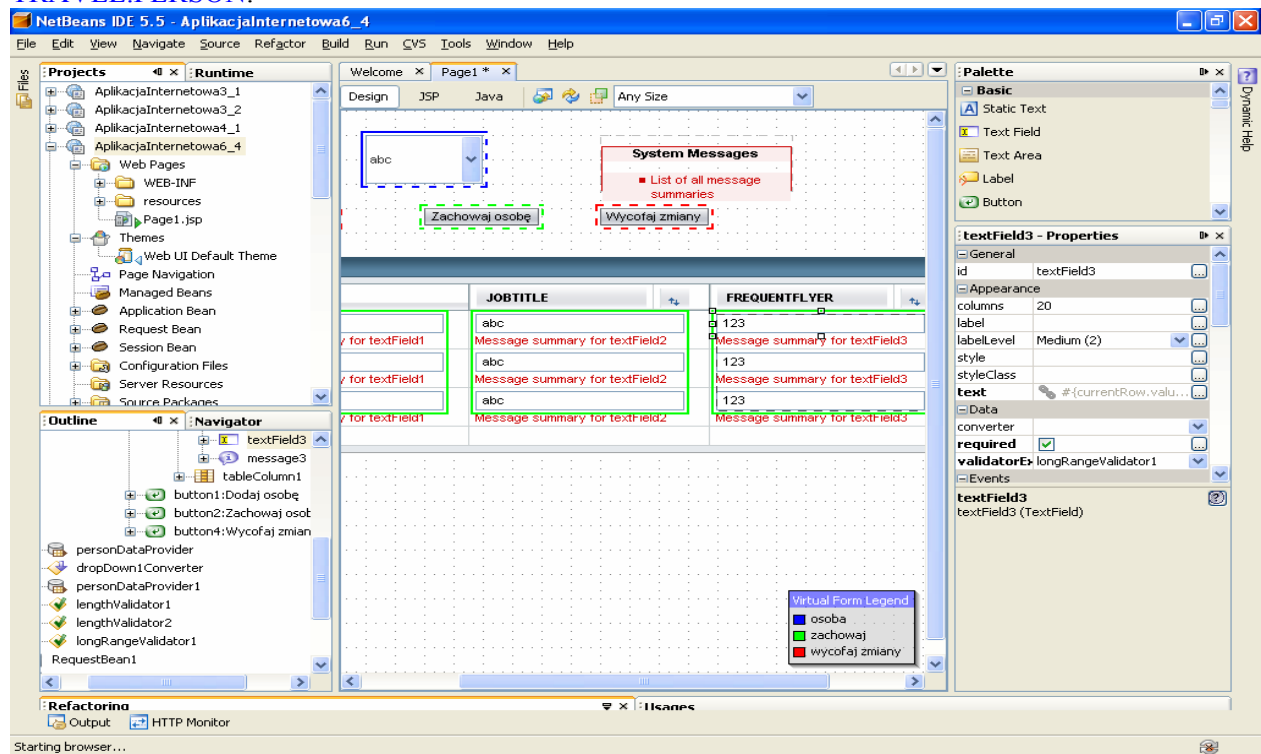 TRAVEL.PERSON.
NetBeans IDE 5.5 - AplikacjaInternetowa6_4
File Edit View Navigate Source Refactor Build Run CVS Tools Window Help
Files
Projects
Runtime
AplikacjaInternetowa3_1
AplikacjaInternetowa3_2
AplikacjaInternetowa4_1
AplikacjaInternetowa6_4
Web Pages
WEB-INF
resources
Page1.jsp
Themes
Web UI Default Theme
Page Navigation
Managed Beans
Application Bean
Request Bean
Session Bean
Configuration Files
Server Resources
Source Packages
Outline
Navigator
textField3
message3
tableColumn1
button1:Dodaj osobę
button2:Zachowaj osot
button4:Wycofaj zmian
personDataProvider
dropDown1Converter
personDataProvider1
lengthValidator1
lengthValidator2
longRangeValidator1
RequestBean1
Welcome
Page1 *
Design JSP Java Any Size
abc
System Messages
List of all message
summaries
Zachowaj osobę
Wycofaj zmiany
JOBTITLE
FREQUENTFLYER
abc
123
y for textField1
Message summary for textField2
Message summary for textField3
abc
123
y for textField1
Message summary for textField2
Message summary for textField3
abc
123
y for textField1
Message summary for textField2
Message summary for textField3
Virtual Form Legend
osoba
zachowaj
wycofaj zmiany
Palette
Basic
Static Text
Text Field
Text Area
Label
Button
textField3 - Properties
General
id textField3
Appearance
columns 20
label
labelLevel Medium (2)
style
styleClass
text #{currentRow.valu...
Data
converter
required
validatorE longRangeValidator1
Events
textField3
textField3 (TextField)
Dynamic Help
Refactoring
Usages
Output
HTTP Monitor
Starting browser...